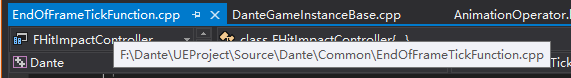 EndOfFrameTickFunction.cpp DanteGameInstanceBase.cpp AnimationOperator.h
FHitImpactController class FHitImpactController{...}
F:\Dante\UEProject\Source\Dante\Common\EndOfFrameTickFunction.cpp
Dante